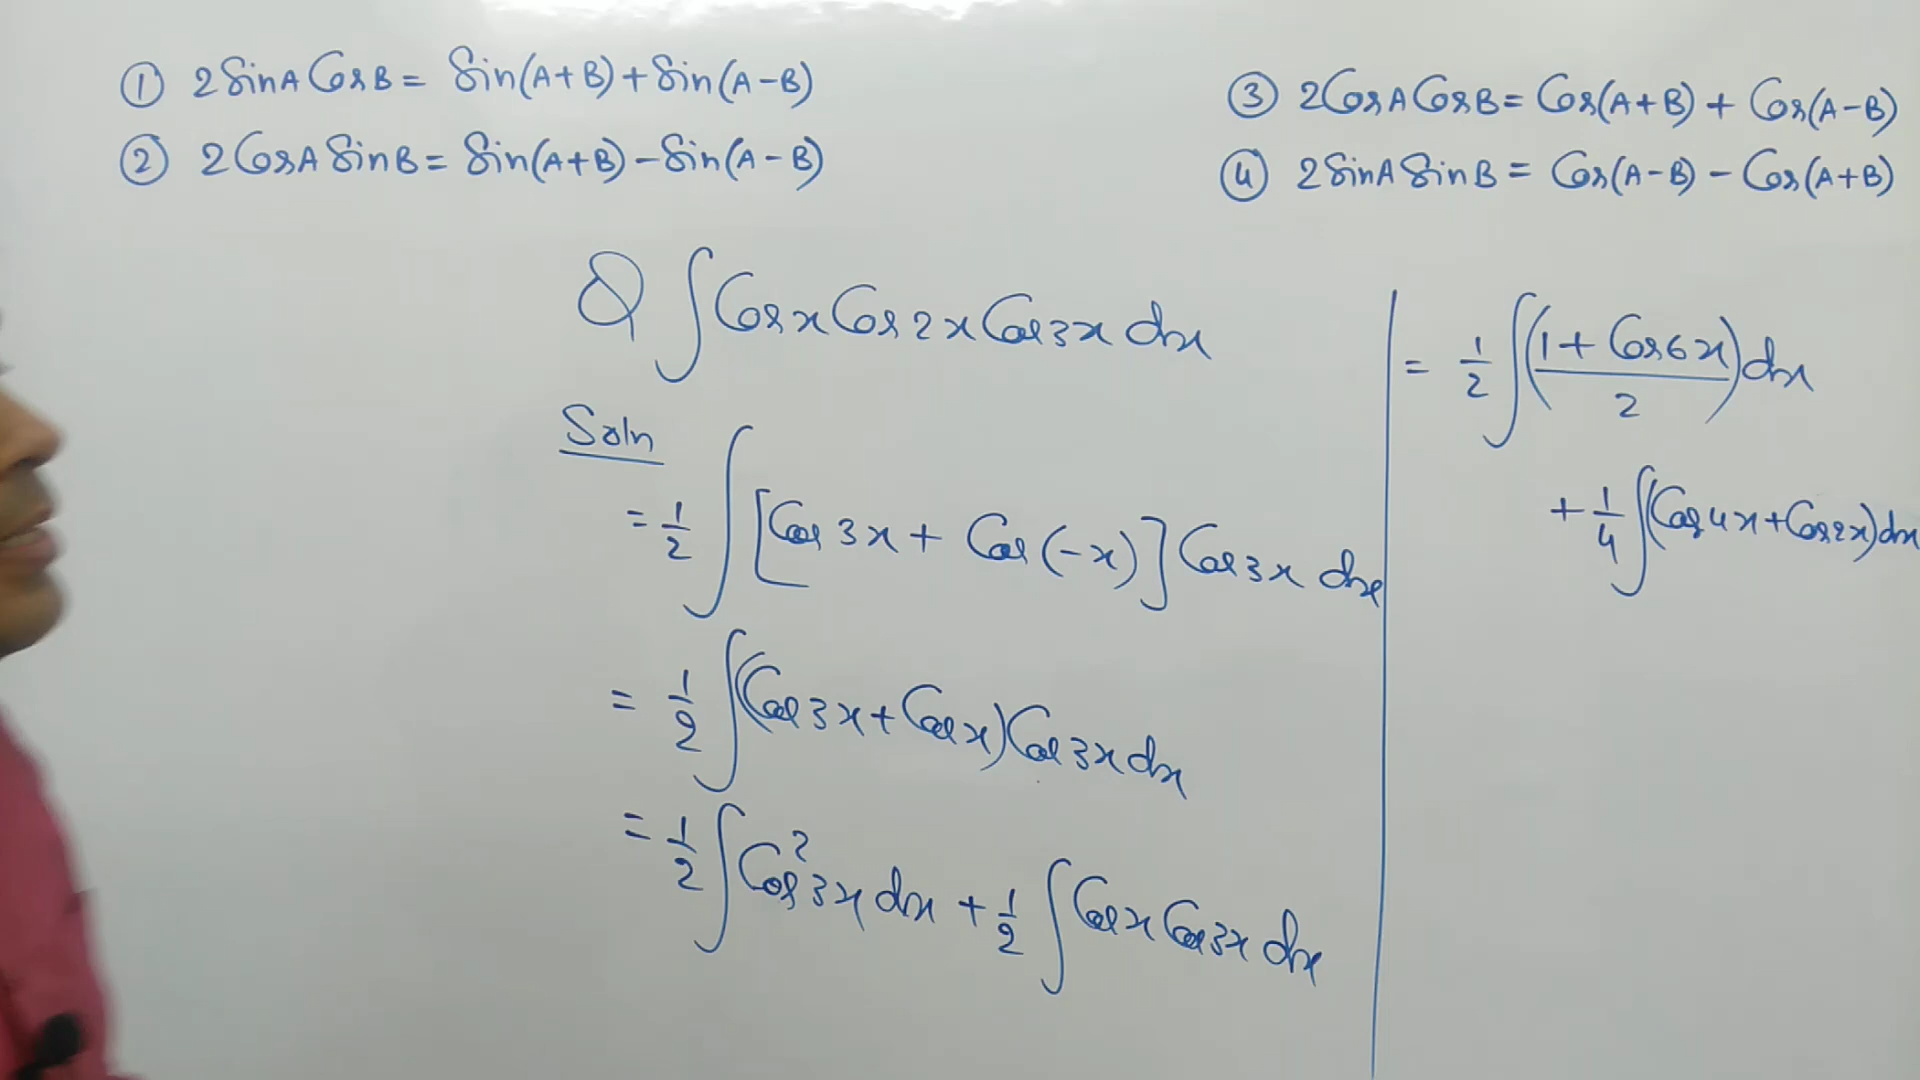 ① 2SinA CosB = Sin(A+B) + Sin(A-B)
② 2CosA SinB = Sin(A+B) - Sin(A-B)
③ 2CosA CosB = Cos(A+B) + Cos(A-B)
④ 2SinA SinB = Cos(A-B) - Cos(A+B)
Q ∫Cosx Cos2x Cos3x dx
Soln
= 1/2 ∫[Cos3x + Cos(-x)] Cos3x dx
= 1/2 ∫(Cos3x + Cosx) Cos3x dx
= 1/2 ∫Cos²3x dx + 1/2 ∫Cosx Cos3x dx
= 1/2 ∫((1 + Cos6x)/2) dx
+ 1/4 ∫(Cos4x + Cos2x) dx